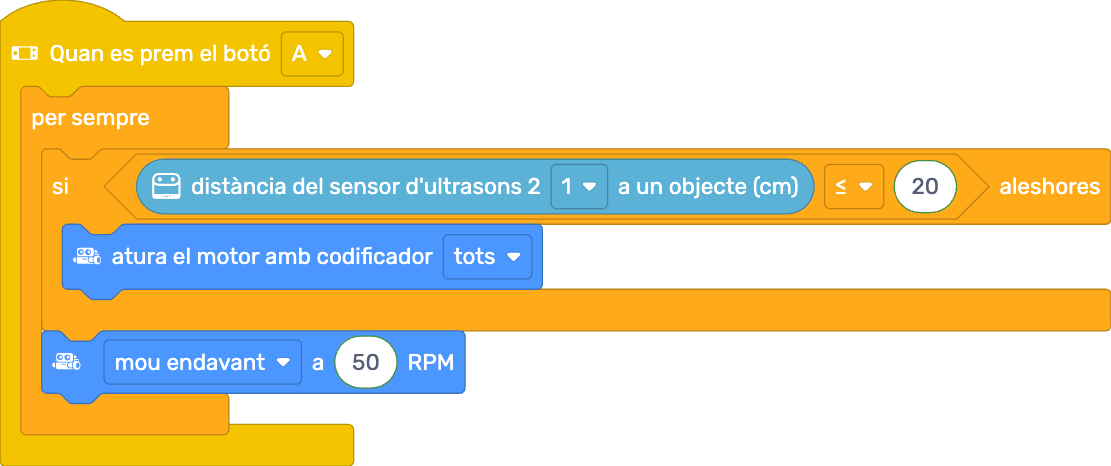 Quan es prem el botó A
per sempre
si distància del sensor d'ultrasons 2 1 a un objecte (cm) ≤ 20 aleshores
atura el motor amb codificador tots
mou endavant a 50 RPM